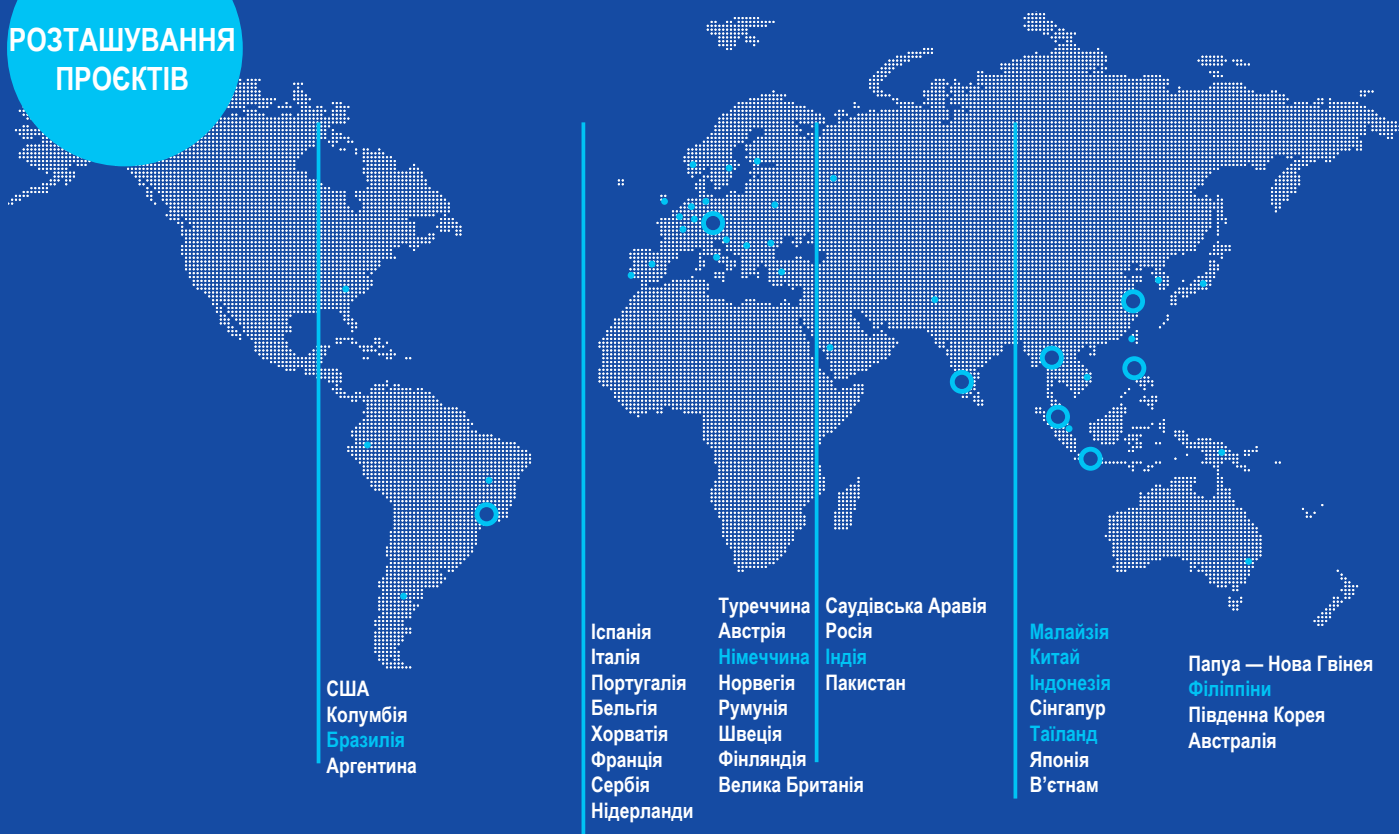 РОЗТАШУВАННЯ
ПРОЄКТІВ
США
Колумбія
Бразилія
Аргентина
Іспанія
Італія
Португалія
Бельгія
Хорватія
Франція
Сербія
Нідерланди
Туреччина
Австрія
Німеччина
Норвегія
Румунія
Швеція
Фінляндія
Велика Британія
Саудівська Аравія
Росія
Індія
Пакистан
Малайзія
Китай
Індонезія
Сінгапур
Таїланд
Японія
В’єтнам
Папуа — Нова Гвінея
Філіппіни
Південна Корея
Австралія